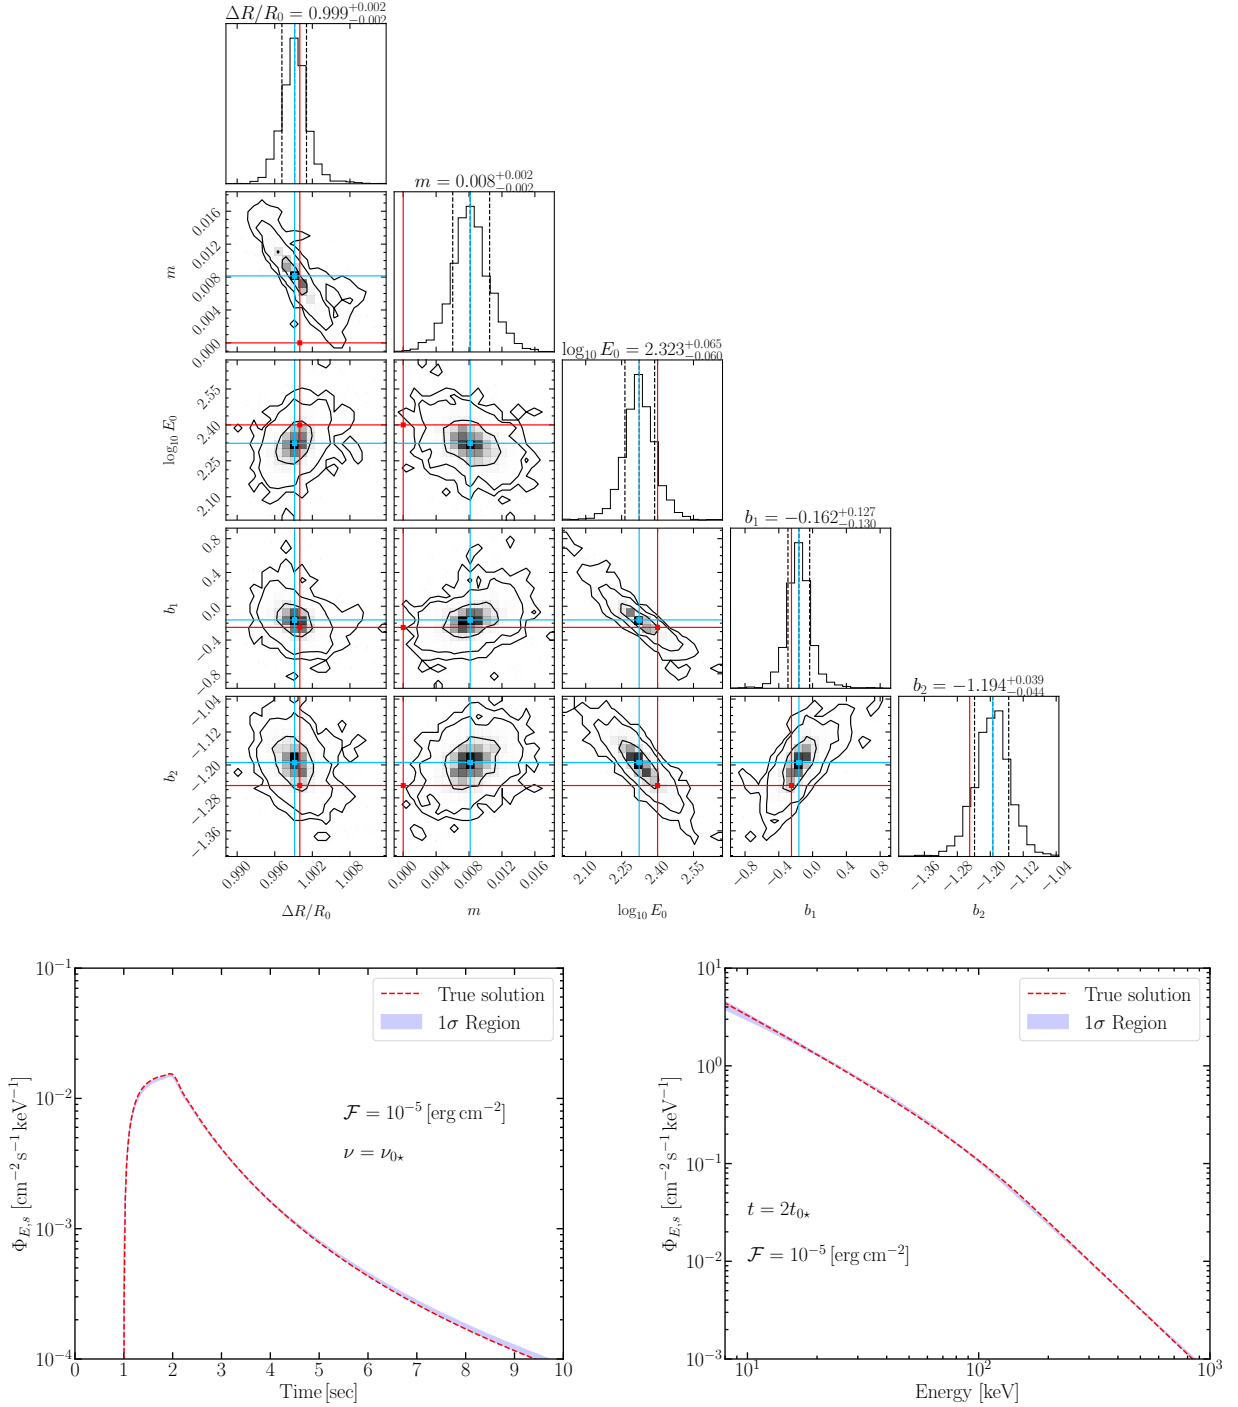 ΔR/R₀ = 0.999^{+0.002}_{−0.002}
m = 0.008^{+0.002}_{−0.002}
0.016
0.012
0.008
0.004
0.000
m
log₁₀ E₀ = 2.323^{+0.065}_{−0.060}
2.55
2.40
2.25
2.10
log₁₀ E₀
b₁ = −0.162^{+0.127}_{−0.130}
0.8
0.4
0.0
−0.4
−0.8
b₁
b₂ = −1.194^{+0.039}_{−0.044}
−1.04
−1.12
−1.20
−1.28
−1.36
b₂
0.990 0.996 1.002 1.008
0.000 0.004 0.008 0.012 0.016
2.10 2.25 2.40 2.55
−0.8 −0.4 0.0 0.4 0.8
−1.36 −1.28 −1.20 −1.12 −1.04
ΔR/R₀ m log₁₀ E₀ b₁ b₂
10⁻¹
10⁻²
10⁻³
10⁻⁴
Φ_{E,s} [cm⁻² s⁻¹ keV⁻¹]
True solution
1σ Region
𝓕 = 10⁻⁵ [erg cm⁻²]
ν = ν₀⋆
0 1 2 3 4 5 6 7 8 9 10
Time [sec]
10¹
10⁰
10⁻¹
10⁻²
10⁻³
Φ_{E,s} [cm⁻² s⁻¹ keV⁻¹]
True solution
1σ Region
t = 2t₀⋆
𝓕 = 10⁻⁵ [erg cm⁻²]
10¹ 10² 10³
Energy [keV]